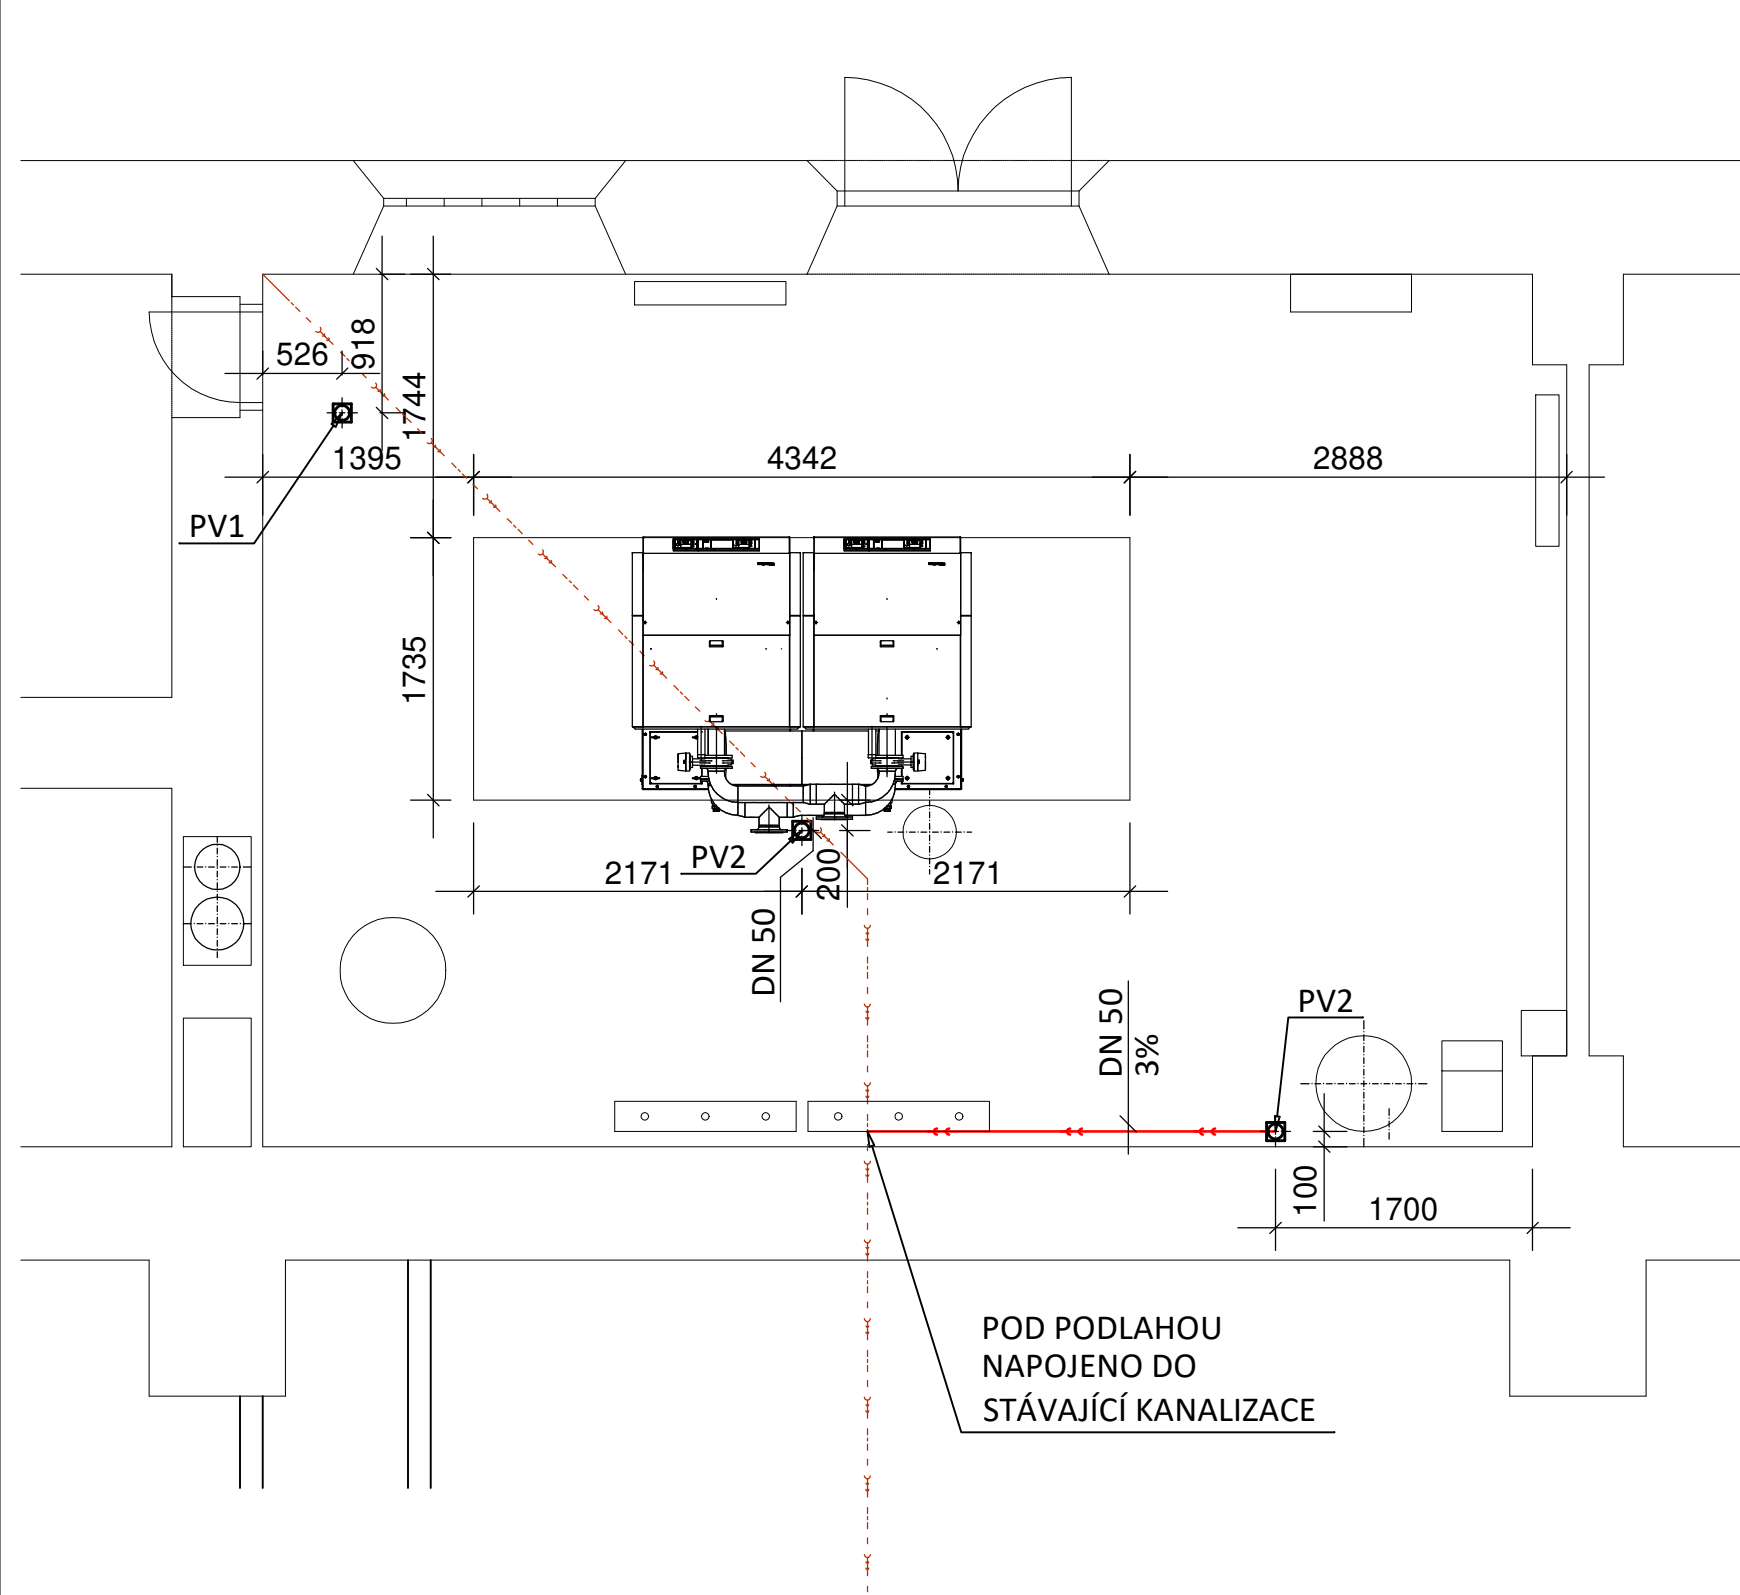 526
918
1744
1395
4342
2888
PV1
1735
2171
PV2
200
2171
DN 50
DN 50
3%
PV2
100
1700
POD PODLAHOU
NAPOJENO DO
STÁVAJÍCÍ KANALIZACE